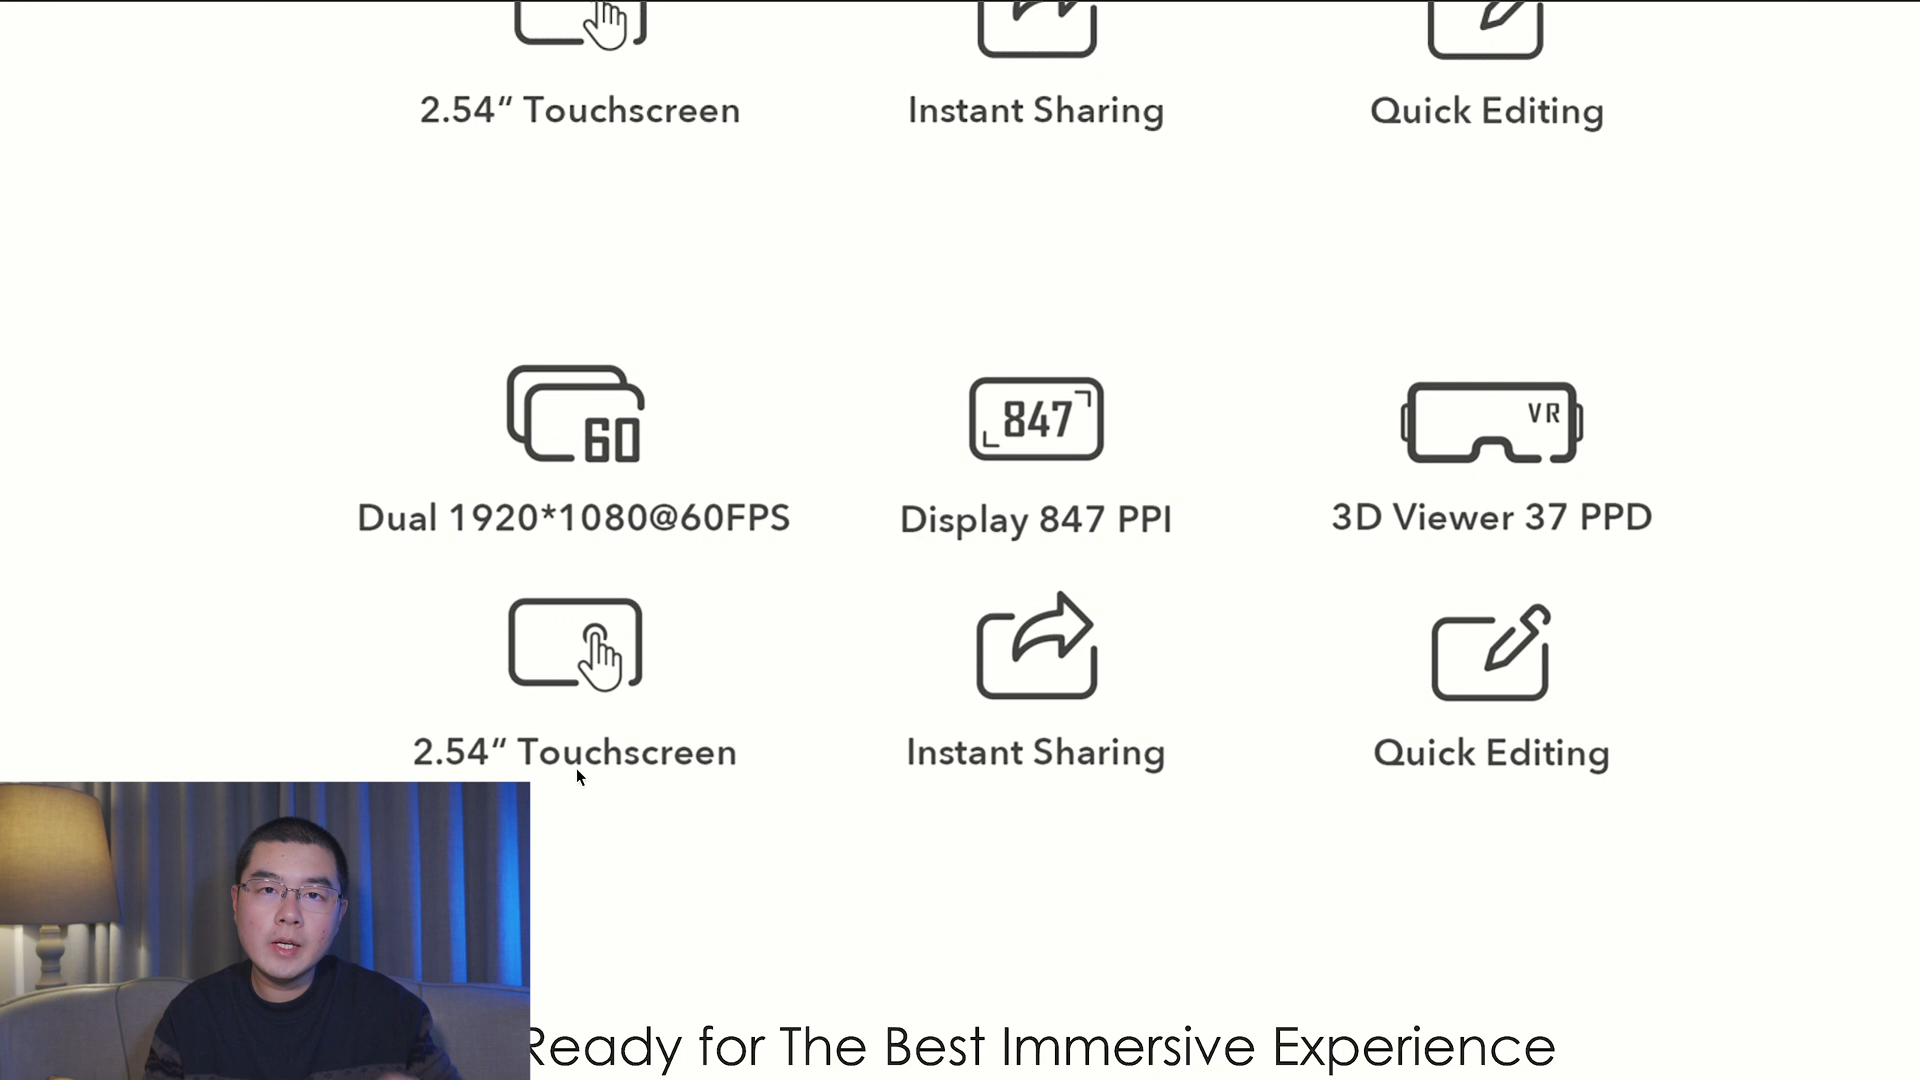 2.54“ Touchscreen
Instant Sharing
Quick Editing
60
847
VR
Dual 1920*1080@60FPS
Display 847 PPI
3D Viewer 37 PPD
2.54“ Touchscreen
Instant Sharing
Quick Editing
Ready for The Best Immersive Experience